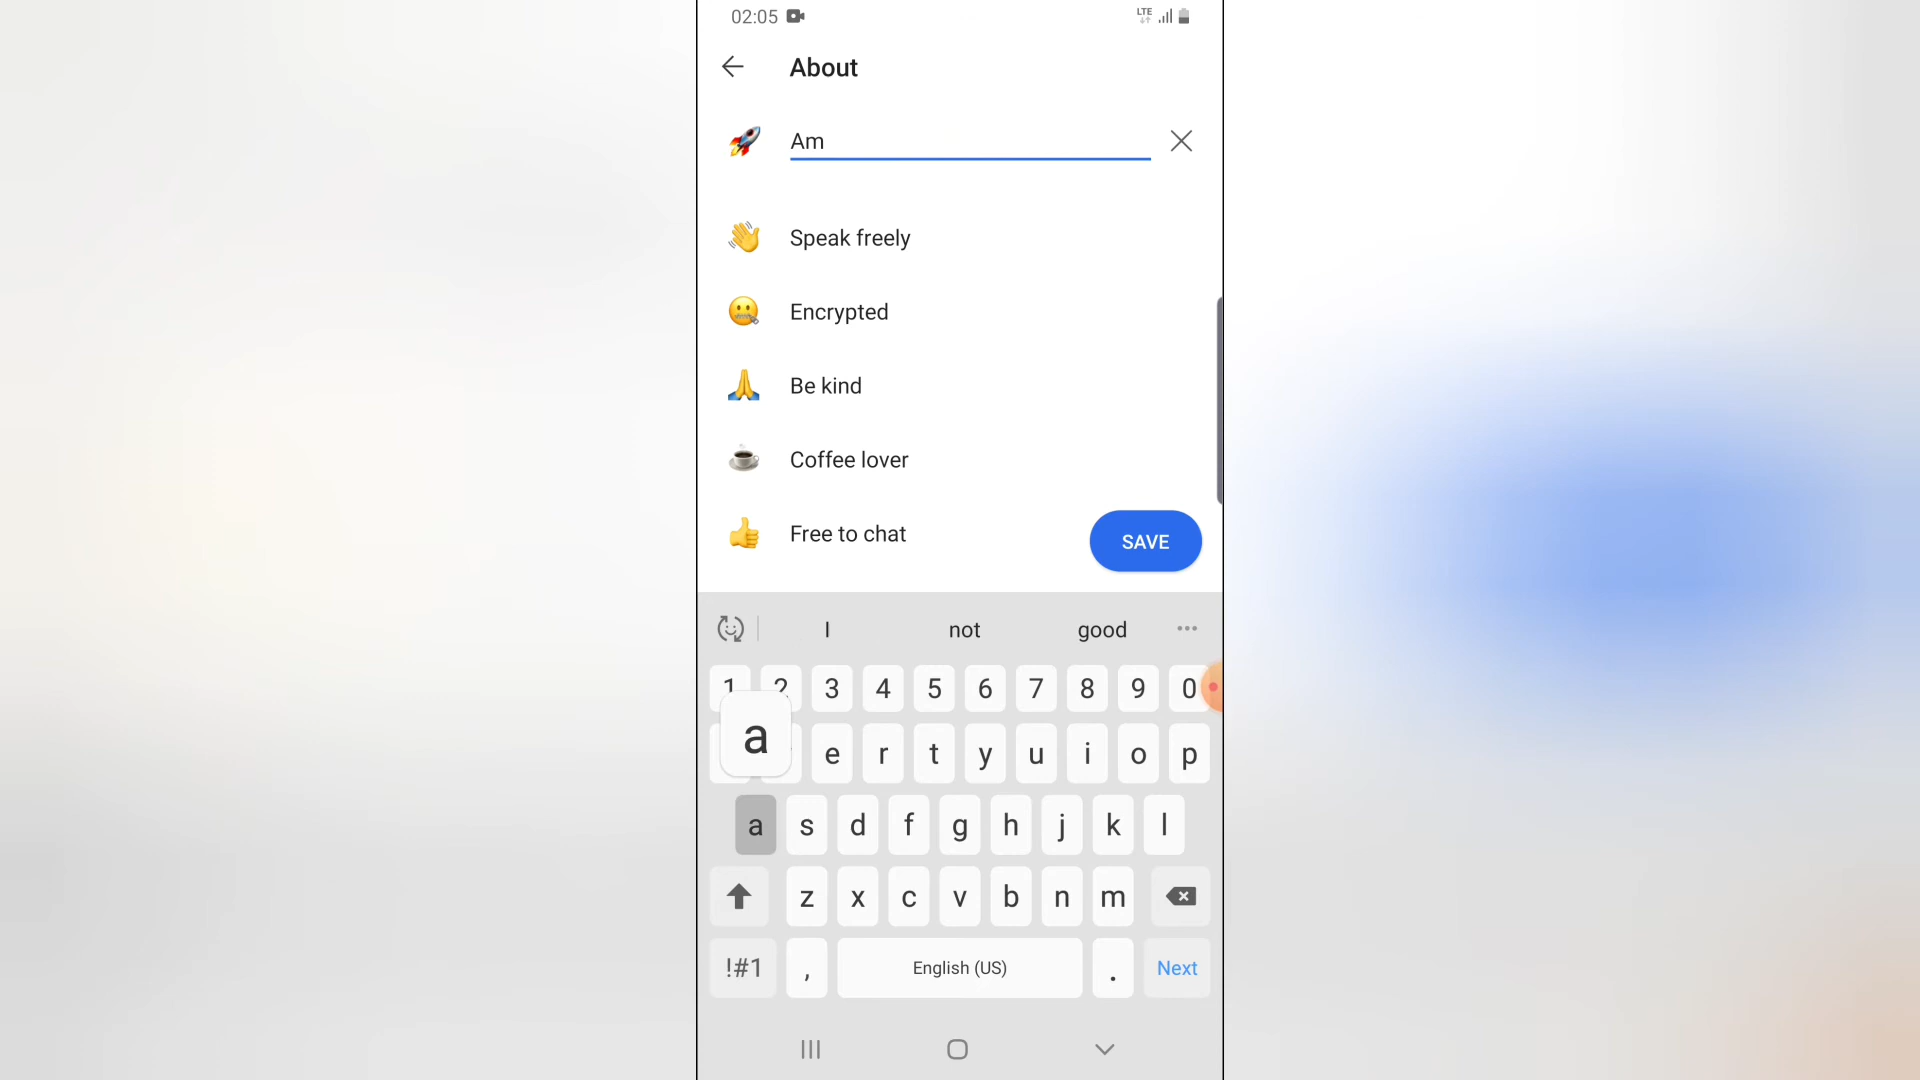 02:05 LTE
About
Am
Speak freely
Encrypted
Be kind
Coffee lover
Free to chat
SAVE
I not good
1 2 3 4 5 6 7 8 9 0
a
e r t y u i o p
a s d f g h j k l
z x c v b n m
!#1 , English (US) . Next